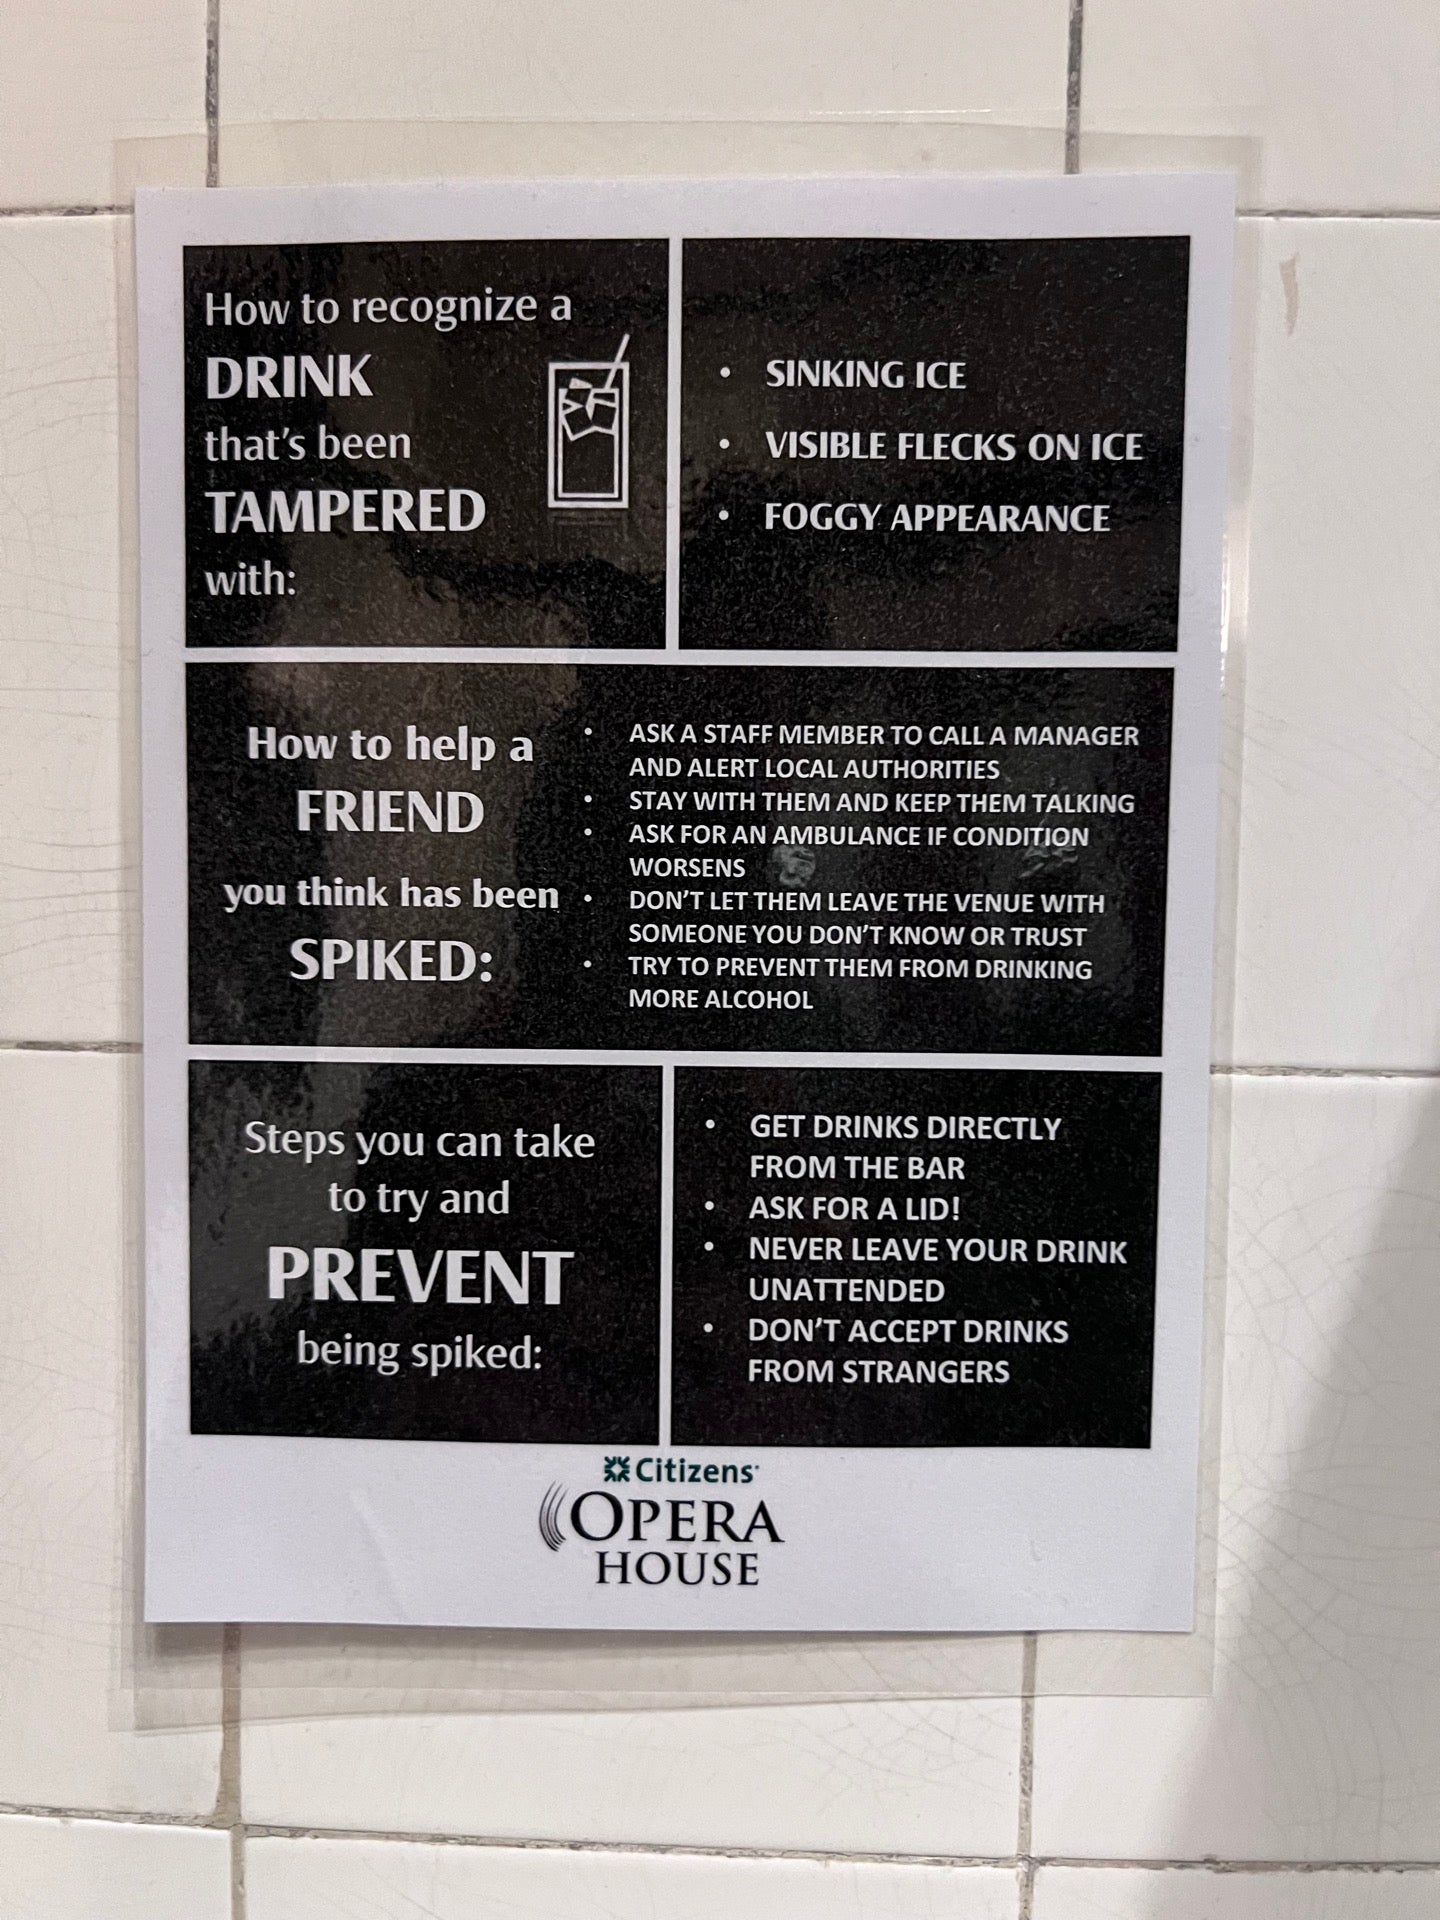 How to recognize a
DRINK
that's been
TAMPERED
with:
• SINKING ICE
• VISIBLE FLECKS ON ICE
• FOGGY APPEARANCE
How to help a
FRIEND
you think has been
SPIKED:
• ASK A STAFF MEMBER TO CALL A MANAGER
AND ALERT LOCAL AUTHORITIES
• STAY WITH THEM AND KEEP THEM TALKING
• ASK FOR AN AMBULANCE IF CONDITION
WORSENS
• DON'T LET THEM LEAVE THE VENUE WITH
SOMEONE YOU DON'T KNOW OR TRUST
• TRY TO PREVENT THEM FROM DRINKING
MORE ALCOHOL
Steps you can take
to try and
PREVENT
being spiked:
• GET DRINKS DIRECTLY
FROM THE BAR
• ASK FOR A LID!
• NEVER LEAVE YOUR DRINK
UNATTENDED
• DON'T ACCEPT DRINKS
FROM STRANGERS
Citizens
OPERA
HOUSE